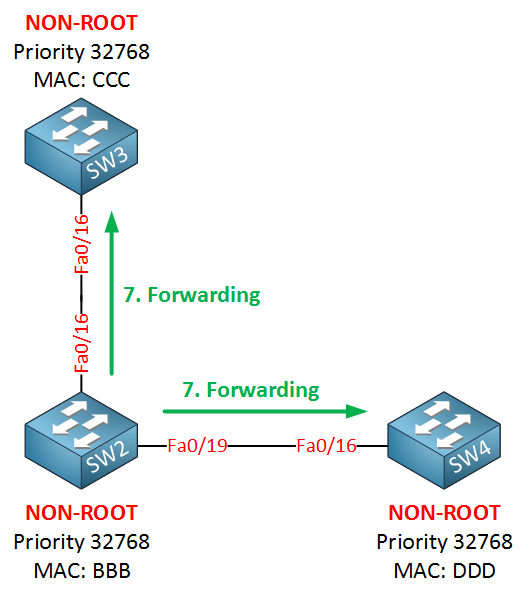 NON-ROOT
Priority 32768
MAC: CCC
SW3
Fa0/16
7. Forwarding
Fa0/16
7. Forwarding
SW2
Fa0/19
Fa0/16
SW4
NON-ROOT
Priority 32768
MAC: BBB
NON-ROOT
Priority 32768
MAC: DDD